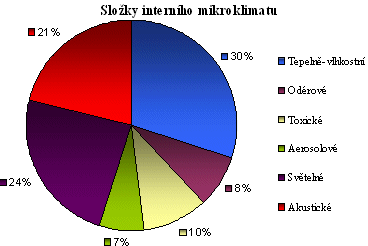 Složky interního mikroklimatu
21%
30%
Tepelně-vlhkostní
Odérové
Toxické
Aerosolové
Světelné
Akustické
24%
8%
10%
7%